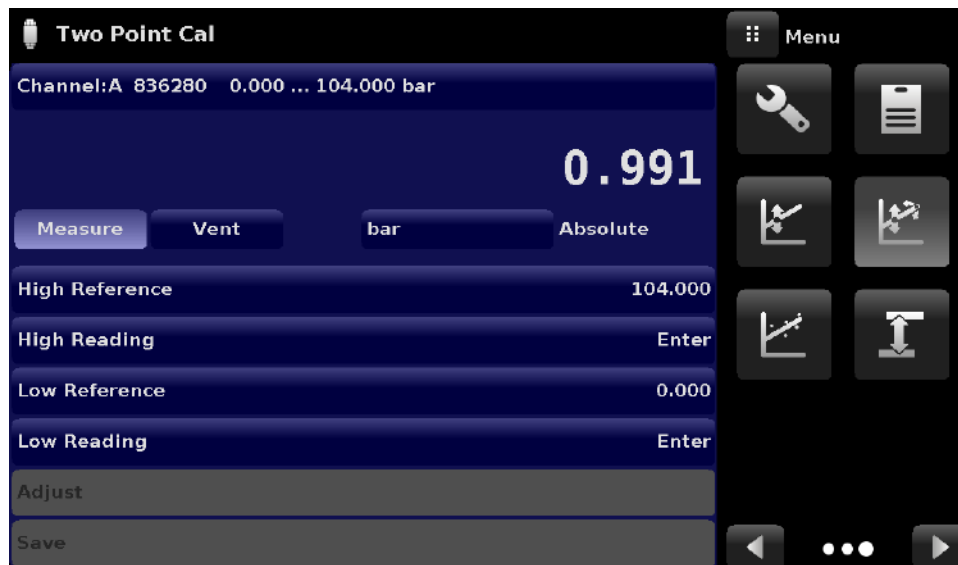 Two Point Cal
Menu
Channel:A 836280 0.000 ... 104.000 bar
0.991
Measure Vent bar Absolute
High Reference 104.000
High Reading Enter
Low Reference 0.000
Low Reading Enter
Adjust
Save